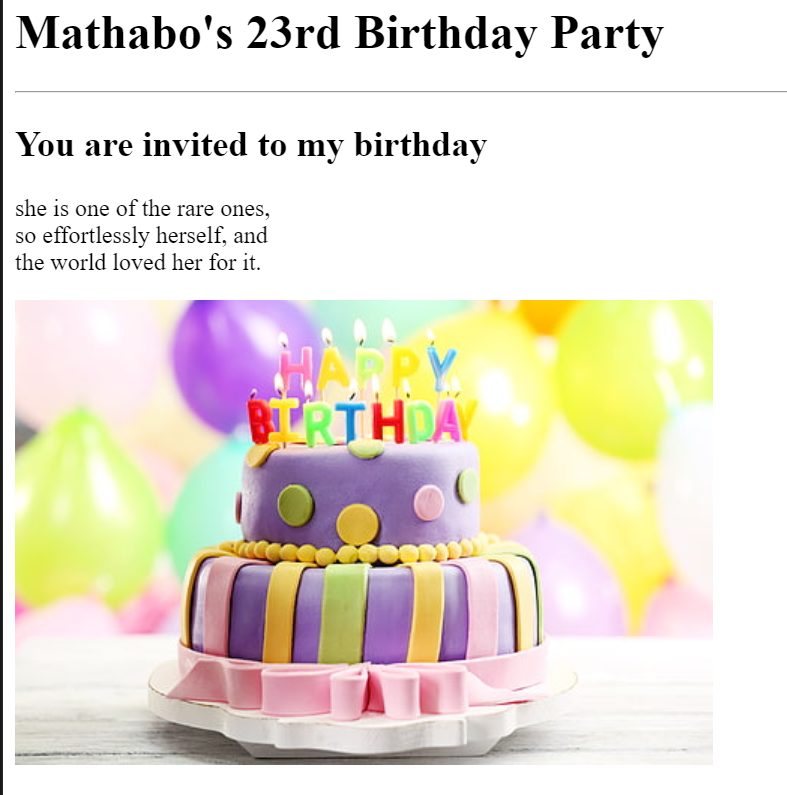 Mathabo's 23rd Birthday Party
You are invited to my birthday
she is one of the rare ones,
so effortlessly herself, and
the world loved her for it.
HAPPY
BIRTHDAY